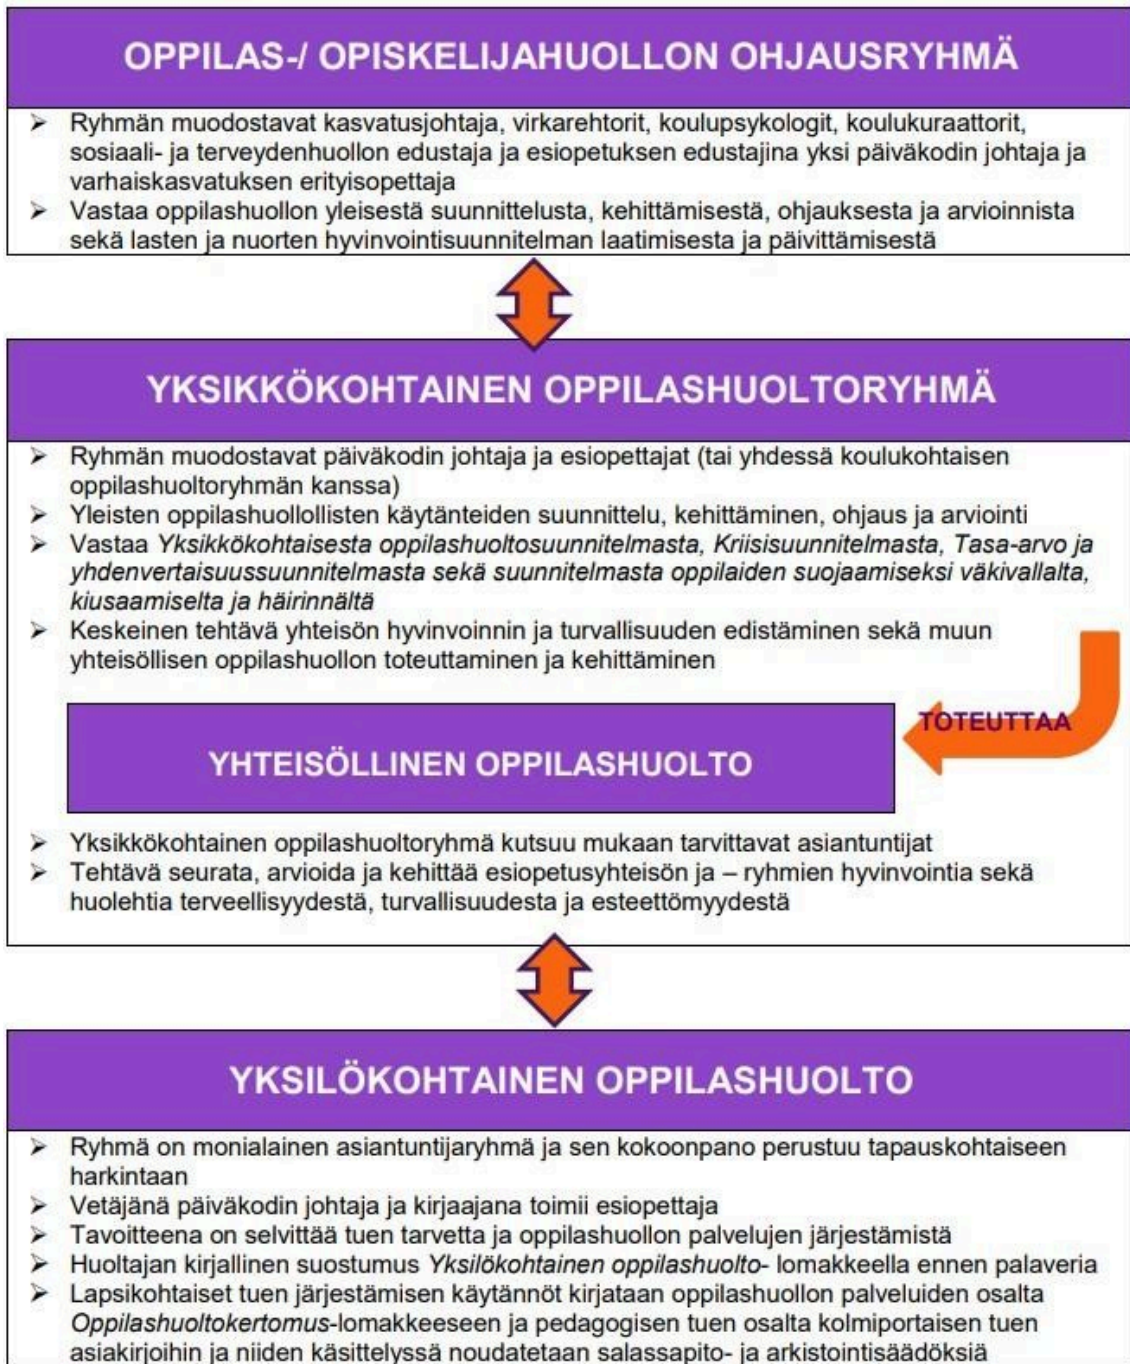 OPPILAS-/ OPISKELIJAHUOLLON OHJAUSRYHMÄ
➢ Ryhmän muodostavat kasvatusjohtaja, virkarehtorit, koulupsykologit, koulukuraattorit,
sosiaali- ja terveydenhuollon edustaja ja esiopetuksen edustajina yksi päiväkodin johtaja ja
varhaiskasvatuksen erityisopettaja
➢ Vastaa oppilashuollon yleisestä suunnittelusta, kehittämisestä, ohjauksesta ja arvioinnista
sekä lasten ja nuorten hyvinvointisuunnitelman laatimisesta ja päivittämisestä
YKSIKKÖKOHTAINEN OPPILASHUOLTORYHMÄ
➢ Ryhmän muodostavat päiväkodin johtaja ja esiopettajat (tai yhdessä koulukohtaisen
oppilashuoltoryhmän kanssa)
➢ Yleisten oppilashuollollisten käytänteiden suunnittelu, kehittäminen, ohjaus ja arviointi
➢ Vastaa Yksikkökohtaisesta oppilashuoltosuunnitelmasta, Kriisisuunnitelmasta, Tasa-arvo ja
yhdenvertaisuussuunnitelmasta sekä suunnitelmasta oppilaiden suojaamiseksi väkivallalta,
kiusaamiselta ja häirinnältä
➢ Keskeinen tehtävä yhteisön hyvinvoinnin ja turvallisuuden edistäminen sekä muun
yhteisöllisen oppilashuollon toteuttaminen ja kehittäminen
TOTEUTTAA
YHTEISÖLLINEN OPPILASHUOLTO
➢ Yksikkökohtainen oppilashuoltoryhmä kutsuu mukaan tarvittavat asiantuntijat
➢ Tehtävä seurata, arvioida ja kehittää esiopetusyhteisön ja – ryhmien hyvinvointia sekä
huolehtia terveellisyydestä, turvallisuudesta ja esteettömyydestä
YKSILÖKOHTAINEN OPPILASHUOLTO
➢ Ryhmä on monialainen asiantuntijaryhmä ja sen kokoonpano perustuu tapauskohtaiseen
harkintaan
➢ Vetäjänä päiväkodin johtaja ja kirjaajana toimii esiopettaja
➢ Tavoitteena on selvittää tuen tarvetta ja oppilashuollon palvelujen järjestämistä
➢ Huoltajan kirjallinen suostumus Yksilökohtainen oppilashuolto- lomakkeella ennen palaveria
➢ Lapsikohtaiset tuen järjestämisen käytännöt kirjataan oppilashuollon palveluiden osalta
Oppilashuoltokertomus-lomakkeeseen ja pedagogisen tuen osalta kolmiportaisen tuen
asiakirjoihin ja niiden käsittelyssä noudatetaan salassapito- ja arkistointisäädöksiä